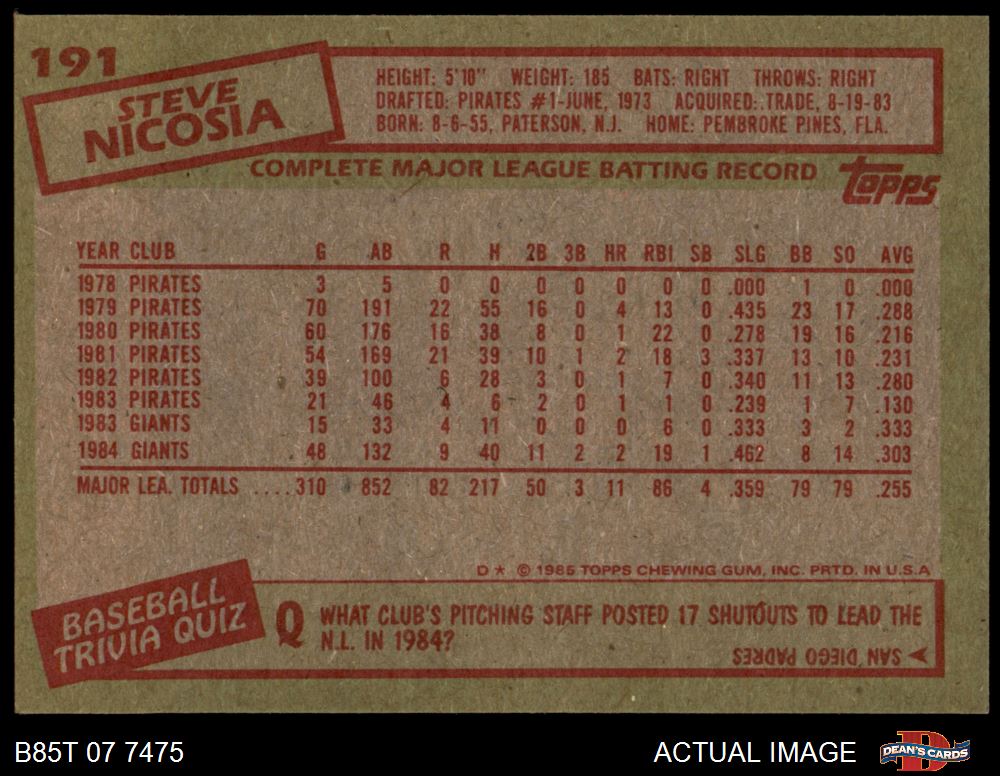 191
STEVE
NICOSIA
HEIGHT: 5'10" WEIGHT: 185 BATS: RIGHT THROWS: RIGHT
DRAFTED: PIRATES #1-JUNE, 1973 ACQUIRED: TRADE, 8-19-83
BORN: 8-6-55, PATERSON, N.J. HOME: PEMBROKE PINES, FLA.
COMPLETE MAJOR LEAGUE BATTING RECORD
topps
YEAR CLUB G AB R H 2B 3B HR RBI SB SLG BB SO AVG
1978 PIRATES 3 5 0 0 0 0 0 0 0 .000 1 0 .000
1979 PIRATES 70 191 22 55 16 0 4 13 0 .435 23 17 .288
1980 PIRATES 60 176 16 38 8 0 1 22 0 .278 19 16 .216
1981 PIRATES 54 169 21 39 10 1 2 18 3 .337 13 10 .231
1982 PIRATES 39 100 6 28 3 0 1 7 0 .340 11 13 .280
1983 PIRATES 21 46 4 6 2 0 1 1 0 .239 1 7 .130
1983 GIANTS 15 33 4 11 0 0 0 6 0 .333 3 2 .333
1984 GIANTS 48 132 9 40 11 2 2 19 1 .462 8 14 .303
MAJOR LEA. TOTALS ....310 852 82 217 50 3 11 86 4 .359 79 79 .255
D ★ © 1985 TOPPS CHEWING GUM, INC. PRTD. IN U.S.A
BASEBALL
TRIVIA QUIZ
Q WHAT CLUB'S PITCHING STAFF POSTED 17 SHUTOUTS TO LEAD THE
N.L. IN 1984?
SAN DIEGO PADRES
B85T 07 7475
ACTUAL IMAGE
D
DEAN'S CARDS